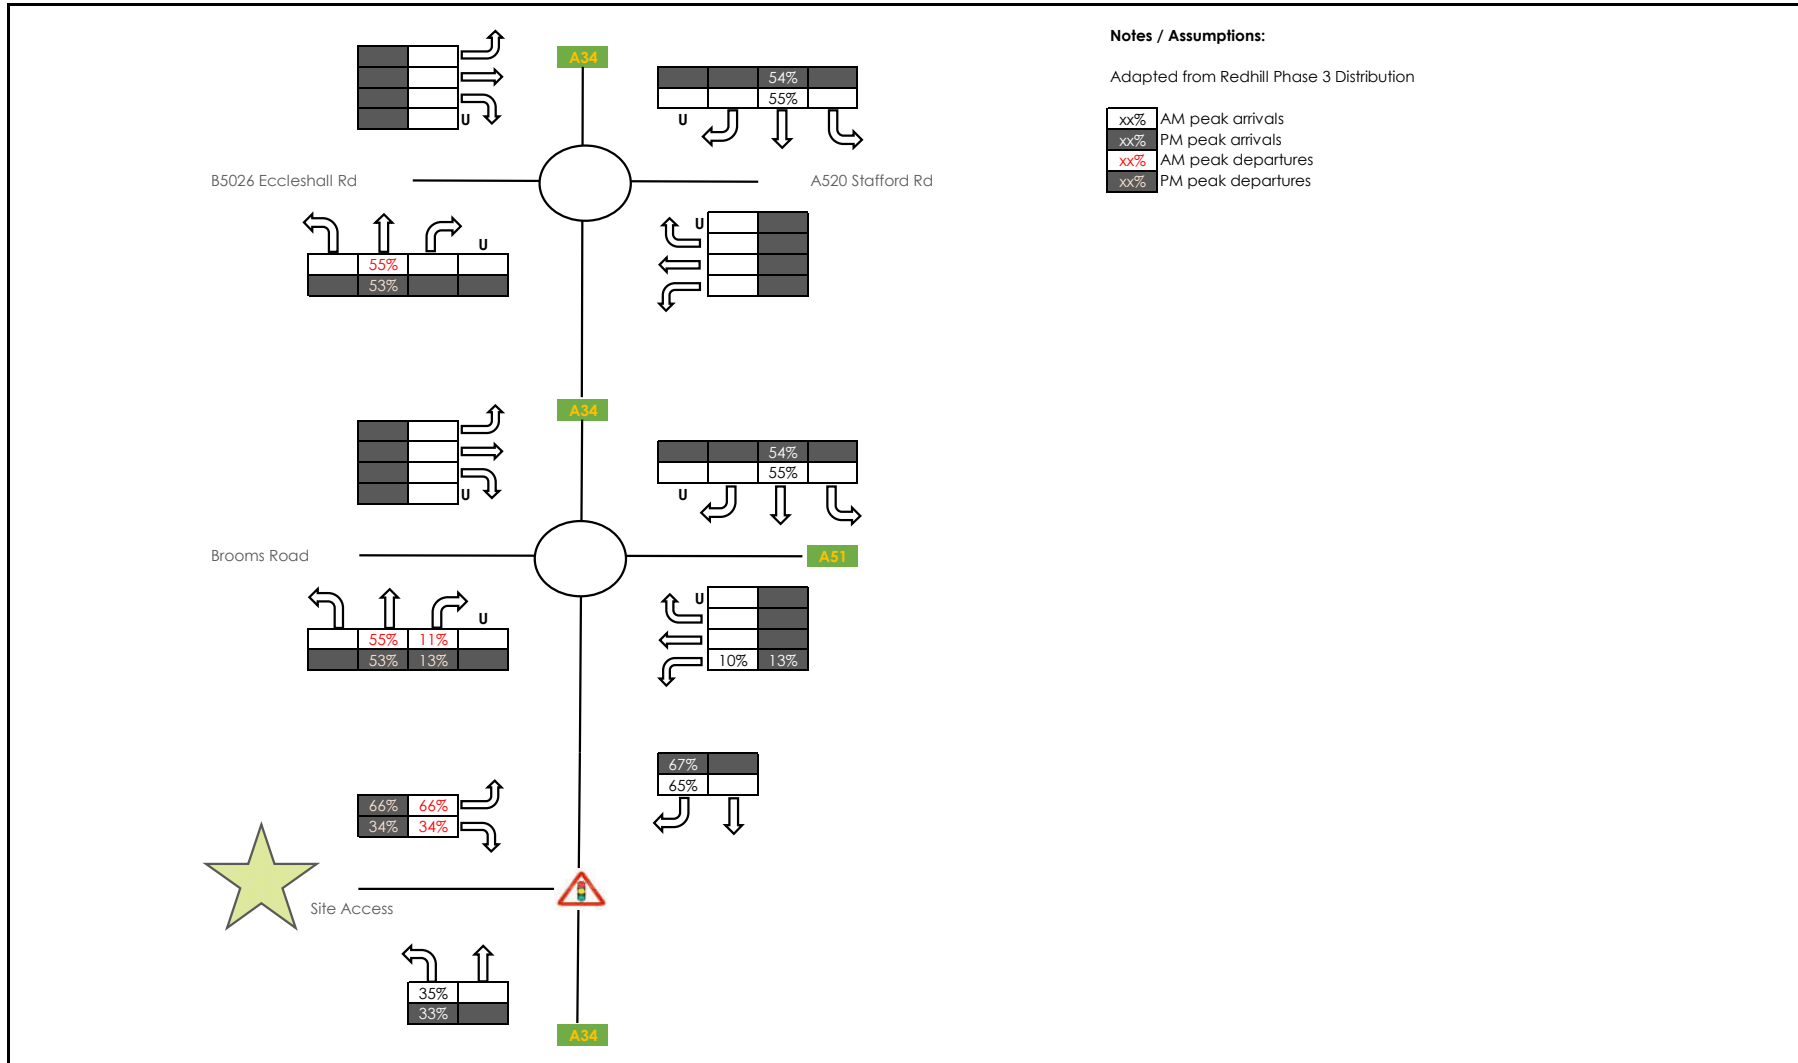 Notes / Assumptions:
Adapted from Redhill Phase 3 Distribution
xx% AM peak arrivals
xx% PM peak arrivals
xx% AM peak departures
xx% PM peak departures
A34
54%
55%
U
U
B5026 Eccleshall Rd
A520 Stafford Rd
U
U
55%
53%
A34
54%
55%
U
U
Brooms Road
A51
U
U
55% 11%
53% 13%
10% 13%
67%
65%
66% 66%
34% 34%
Site Access
35%
33%
A34